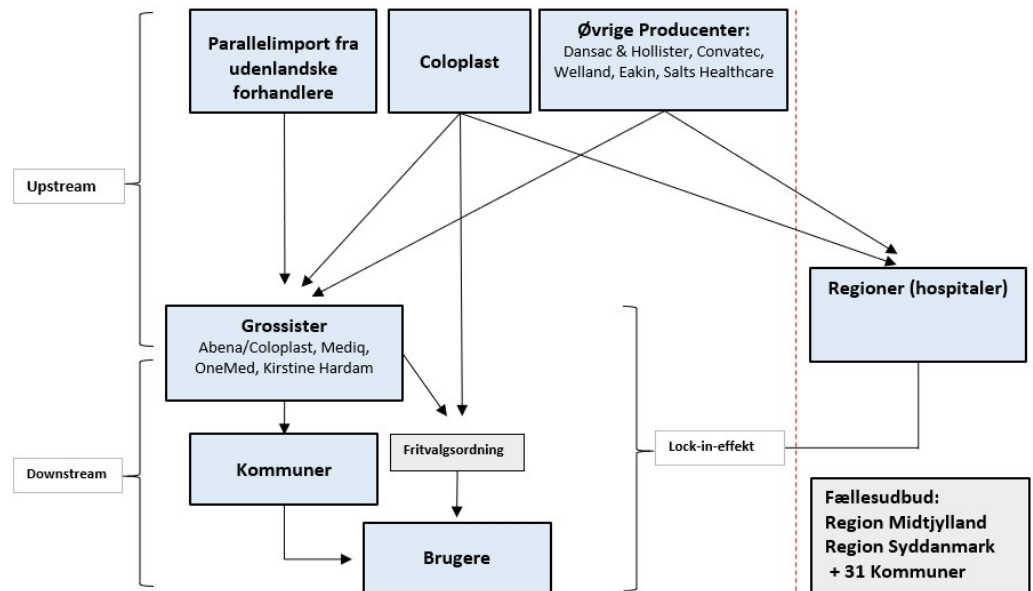 Parallelimport fra
udenlandske
forhandlere
Coloplast
Øvrige Producenter:
Dansac & Hollister, Convatec,
Welland, Eakin, Salts Healthcare
Upstream
Regioner (hospitaler)
Grossister
Abena/Coloplast, Mediq,
OneMed, Kirstine Hardam
Fritvalgsordning
Lock-in-effekt
Downstream
Kommuner
Brugere
Fællesudbud:
Region Midtjylland
Region Syddanmark
+ 31 Kommuner